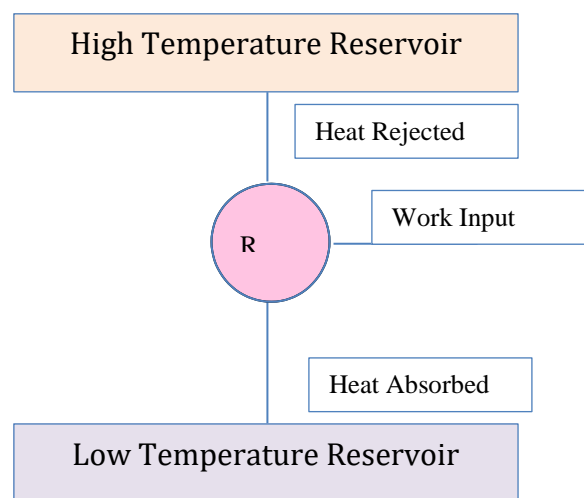 High Temperature Reservoir
Heat Rejected
Work Input
R
Heat Absorbed
Low Temperature Reservoir